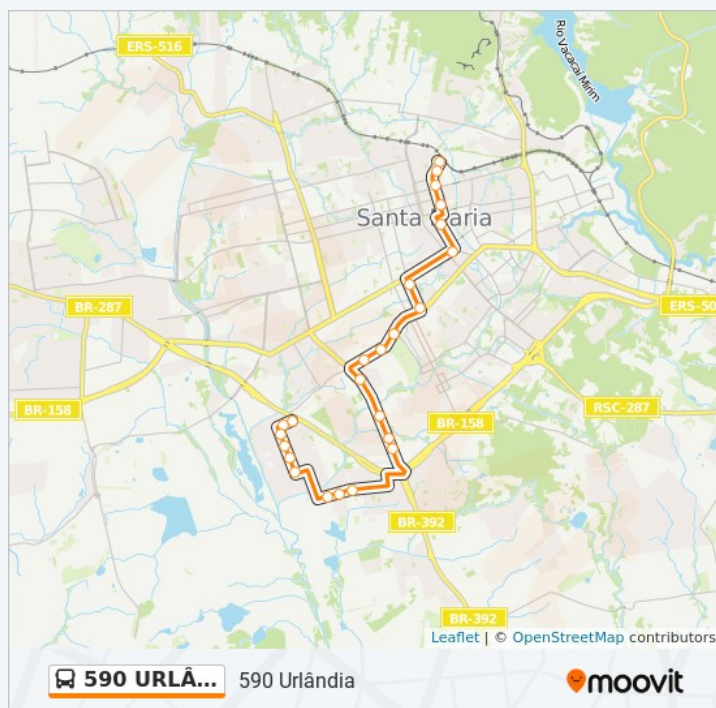 ERS-516
Rio Vacacaí Mirim
Santa Maria
BR-287
ERS-50
BR-158
RSC-287
BR-158
BR-392
BR-392
Leaflet | © OpenStreetMap contributors
590 URLÂ...
590 Urlândia
moovit